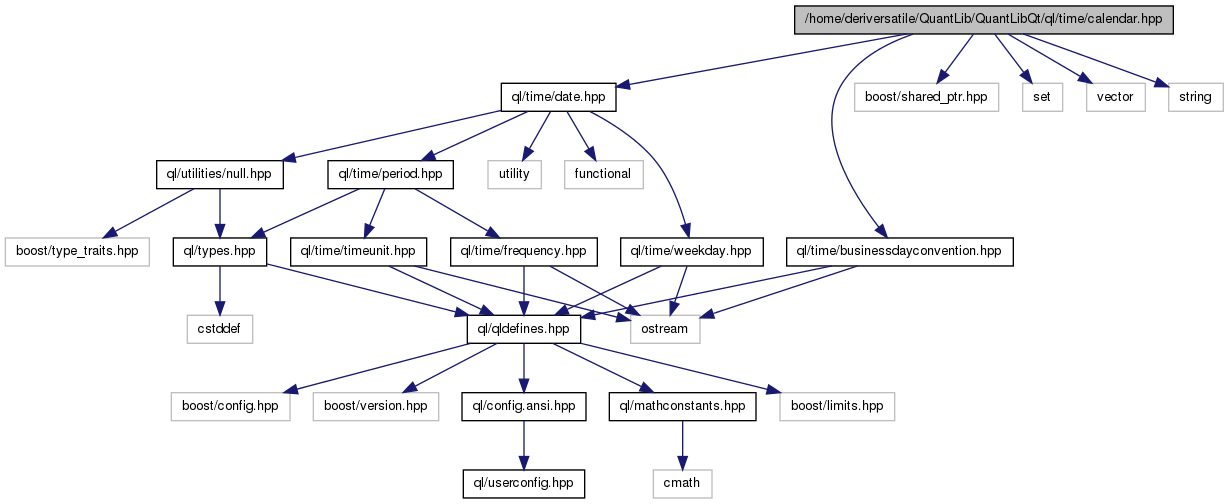 /home/deriversatile/QuantLib/QuantLibQt/ql/time/calendar.hpp
ql/time/date.hpp
boost/shared_ptr.hpp
set
vector
string
ql/utilities/null.hpp
ql/time/period.hpp
utility
functional
boost/type_traits.hpp
ql/types.hpp
ql/time/timeunit.hpp
ql/time/frequency.hpp
ql/time/weekday.hpp
ql/time/businessdayconvention.hpp
cstddef
ql/qldefines.hpp
ostream
boost/config.hpp
boost/version.hpp
ql/config.ansi.hpp
ql/mathconstants.hpp
boost/limits.hpp
ql/userconfig.hpp
cmath